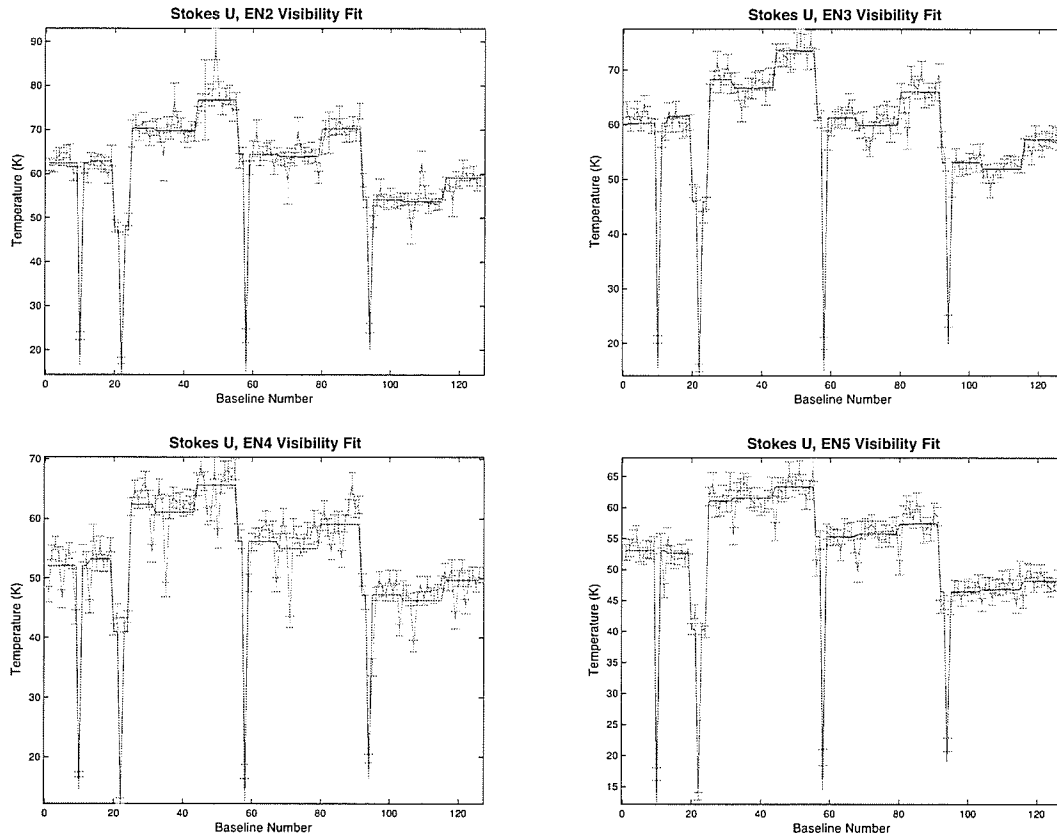 Stokes U, EN2 Visibility Fit
90
80
70
60
50
40
30
20
Temperature (K)
0 20 40 60 80 100 120
Baseline Number
Stokes U, EN3 Visibility Fit
70
60
50
40
30
20
Temperature (K)
0 20 40 60 80 100 120
Baseline Number
Stokes U, EN4 Visibility Fit
70
60
50
40
30
20
Temperature (K)
0 20 40 60 80 100 120
Baseline Number
Stokes U, EN5 Visibility Fit
65
60
55
50
45
40
35
30
25
20
15
Temperature (K)
0 20 40 60 80 100 120
Baseline Number